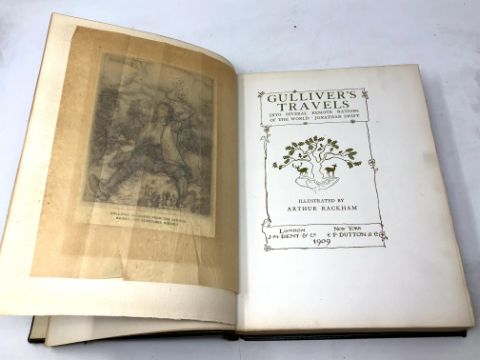 GULLIVER'S
TRAVELS
INTO SEVERAL REMOTE NATIONS
OF THE WORLD · JONATHAN SWIFT
ILLUSTRATED BY
ARTHUR RACKHAM
LONDON
J·M·DENT & Co
NEW YORK
E·P·DUTTON & Co
1909